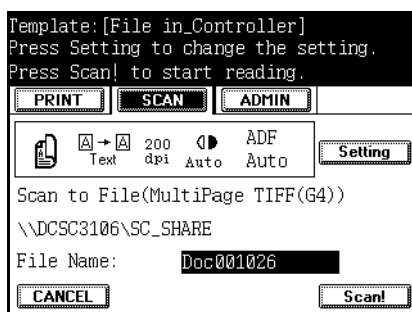 Template:[File in_Controller]
Press Setting to change the setting.
Press Scan! to start reading.
PRINT SCAN ADMIN
A → A 200 ADF
Text dpi Auto Auto Setting
Scan to File(MultiPage TIFF(G4))
\\DCSC3106\SC_SHARE
File Name: Doc001026
CANCEL Scan!